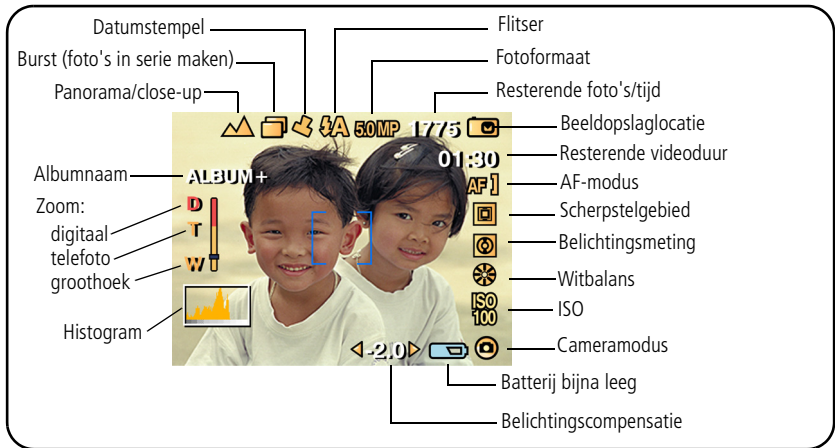 Datumstempel
Flitser
Burst (foto's in serie maken)
Fotoformaat
Panorama/close-up
Resterende foto's/tijd
5.0MP 1775
Beeldopslaglocatie
01:30
Resterende videoduur
Albumnaam
ALBUM+
AF
AF-modus
Zoom:
D
Scherpstelgebied
digitaal
T
telefoto
Belichtingsmeting
W
groothoek
Witbalans
ISO
100
ISO
Histogram
-2.0
Cameramodus
Batterij bijna leeg
Belichtingscompensatie